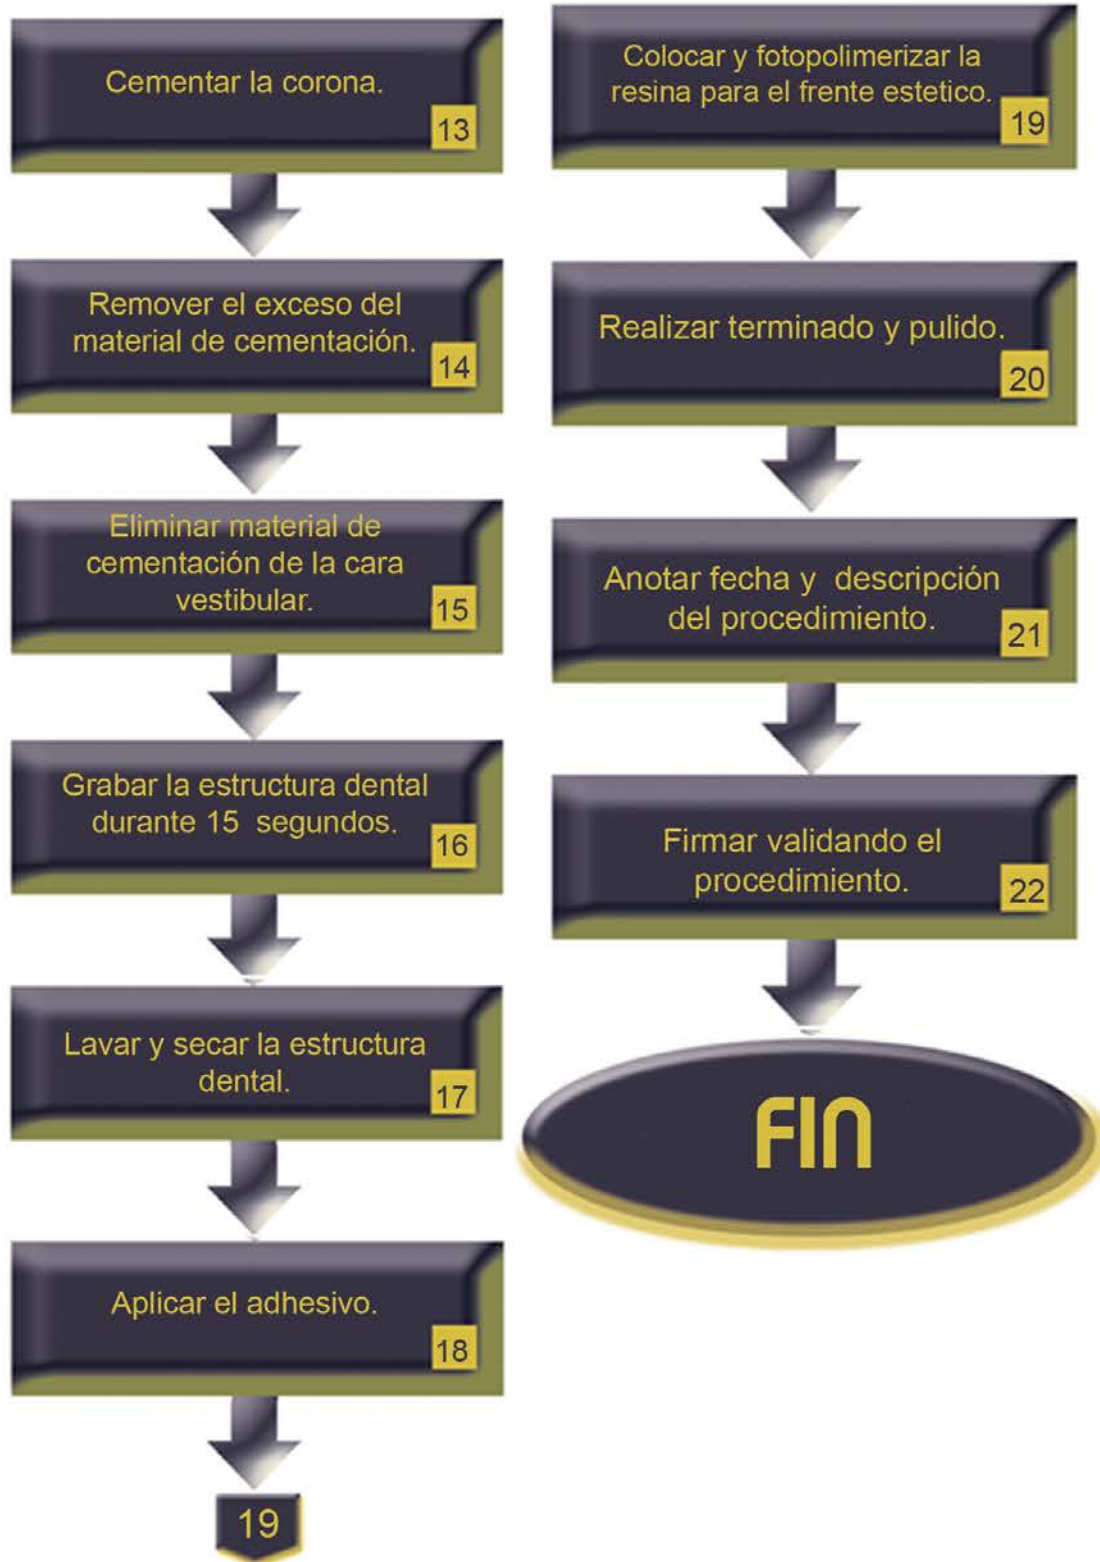 Cementar la corona.
13
Remover el exceso del
material de cementación.
14
Eliminar material de
cementación de la cara
vestibular.
15
Grabar la estructura dental
durante 15  segundos.
16
Lavar y secar la estructura
dental.
17
Aplicar el adhesivo.
18
19
Colocar y fotopolimerizar la
resina para el frente estetico.
19
Realizar terminado y pulido.
20
Anotar fecha y  descripción
del procedimiento.
21
Firmar validando el
procedimiento.
22
FIN